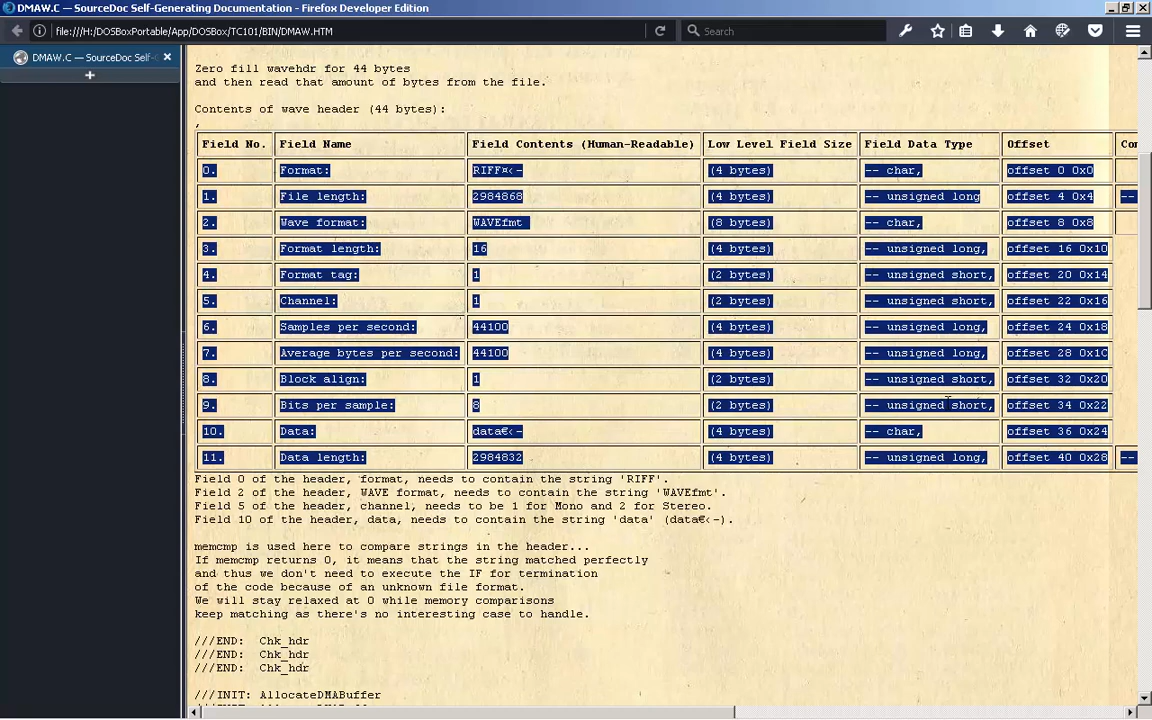 DMAW.C — SourceDoc Self-Generating Documentation - Firefox Developer Edition
file:///H:/DOSBoxPortable/App/DOSBox/TC101/BIN/DMAW.HTM
Search
DMAW.C — SourceDoc Self-G
Zero fill wavehdr for 44 bytes
and then read that amount of bytes from the file.
Contents of wave header (44 bytes):
,
Field No. Field Name Field Contents (Human-Readable) Low Level Field Size Field Data Type Offset Con
0. Format: RIFF¤‹- (4 bytes) -- char, offset 0 0x0
1. File length: 2984868 (4 bytes) -- unsigned long offset 4 0x4 --
2. Wave format: WAVEfmt (8 bytes) -- char, offset 8 0x8
3. Format length: 16 (4 bytes) -- unsigned long, offset 16 0x10
4. Format tag: 1 (2 bytes) -- unsigned short, offset 20 0x14
5. Channel: 1 (2 bytes) -- unsigned short, offset 22 0x16
6. Samples per second: 44100 (4 bytes) -- unsigned long, offset 24 0x18
7. Average bytes per second: 44100 (4 bytes) -- unsigned long, offset 28 0x1C
8. Block align: 1 (2 bytes) -- unsigned short, offset 32 0x20
9. Bits per sample: 8 (2 bytes) -- unsigned short, offset 34 0x22
10. Data: data€‹- (4 bytes) -- char, offset 36 0x24
11. Data length: 2984832 (4 bytes) -- unsigned long, offset 40 0x28 --
Field 0 of the header, format, needs to contain the string 'RIFF'.
Field 2 of the header, WAVE format, needs to contain the string 'WAVEfmt'.
Field 5 of the header, channel, needs to be 1 for Mono and 2 for Stereo.
Field 10 of the header, data, needs to contain the string 'data' (data€‹-).
memcmp is used here to compare strings in the header...
If memcmp returns 0, it means that the string matched perfectly
and thus we don't need to execute the IF for termination
of the code because of an unknown file format.
We will stay relaxed at 0 while memory comparisons
keep matching as there's no interesting case to handle.
///END: Chk_hdr
///END: Chk_hdr
///END: Chk_hdr
///INIT: AllocateDMABuffer